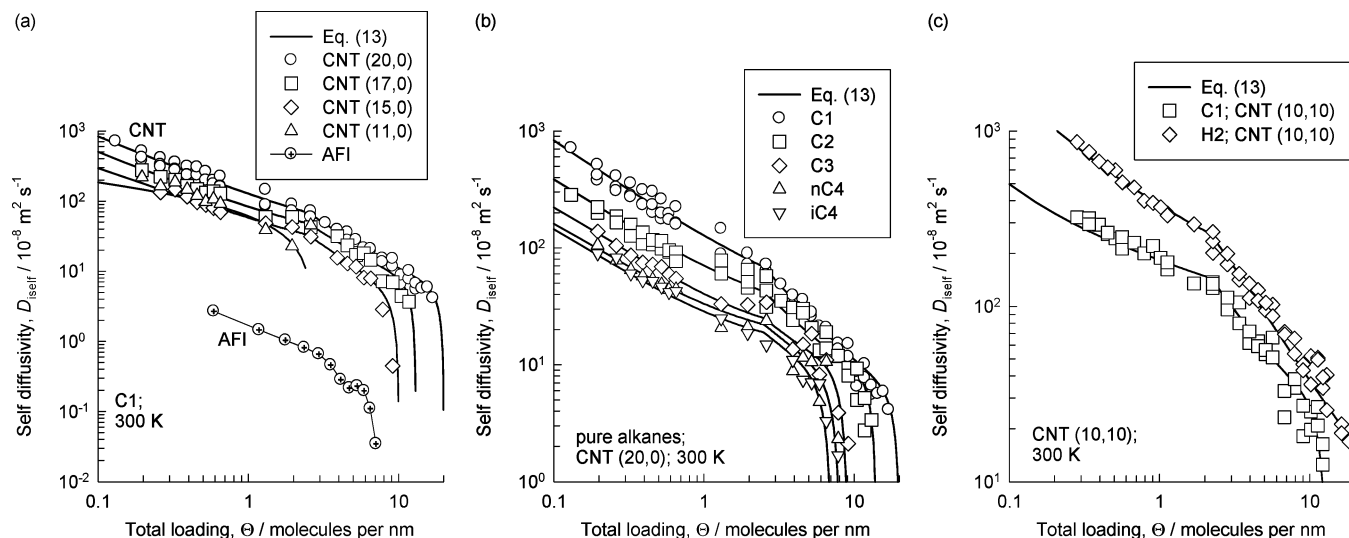 (a)
Eq. (13)
CNT (20,0)
CNT (17,0)
CNT (15,0)
CNT (11,0)
AFI
CNT
AFI
C1;
300 K
10³
10²
10¹
10⁰
10⁻¹
10⁻²
Self diffusivity, Diself / 10⁻⁸ m² s⁻¹
0.1
1
10
Total loading, Θ / molecules per nm
(b)
Eq. (13)
C1
C2
C3
nC4
iC4
pure alkanes;
CNT (20,0); 300 K
10³
10²
10¹
10⁰
Self diffusivity, Diself / 10⁻⁸ m² s⁻¹
0.1
1
10
Total loading, Θ / molecules per nm
(c)
Eq. (13)
C1; CNT (10,10)
H2; CNT (10,10)
CNT (10,10);
300 K
10³
10²
10¹
Self diffusivity, Diself / 10⁻⁸ m² s⁻¹
0.1
1
10
Total loading, Θ / molecules per nm